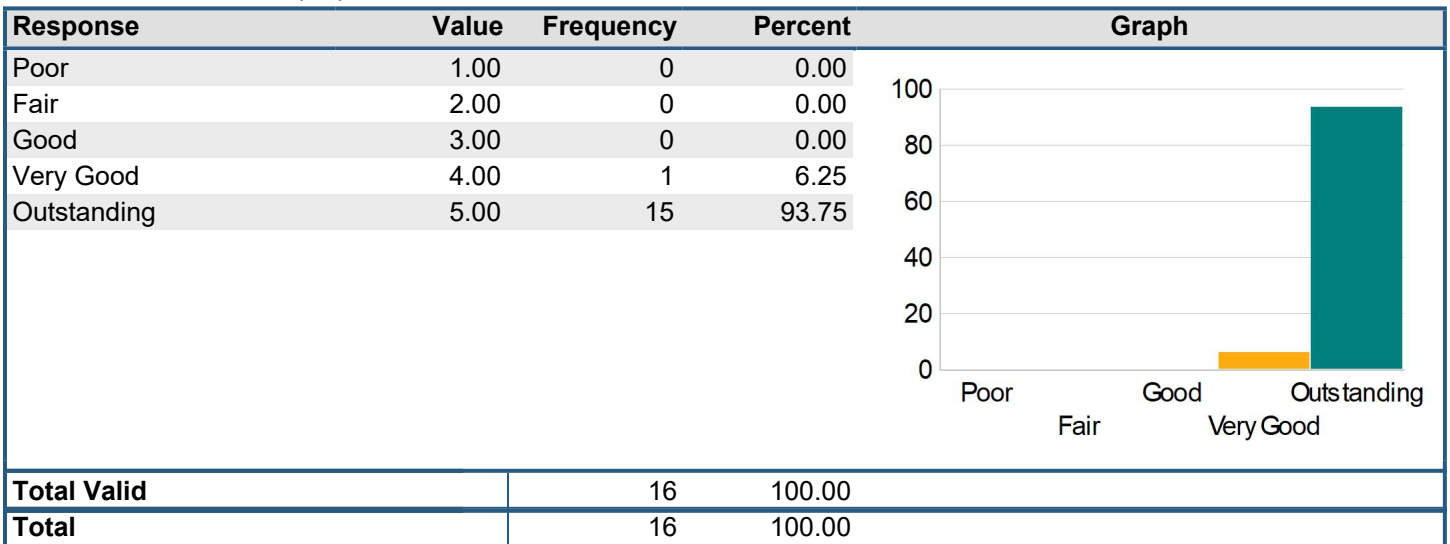 Response Value Frequency Percent Graph
Poor 1.00 0 0.00
Fair 2.00 0 0.00
Good 3.00 0 0.00
Very Good 4.00 1 6.25
Outstanding 5.00 15 93.75
100
80
60
40
20
0
Poor Good Outstanding
Fair Very Good
Total Valid 16 100.00
Total 16 100.00